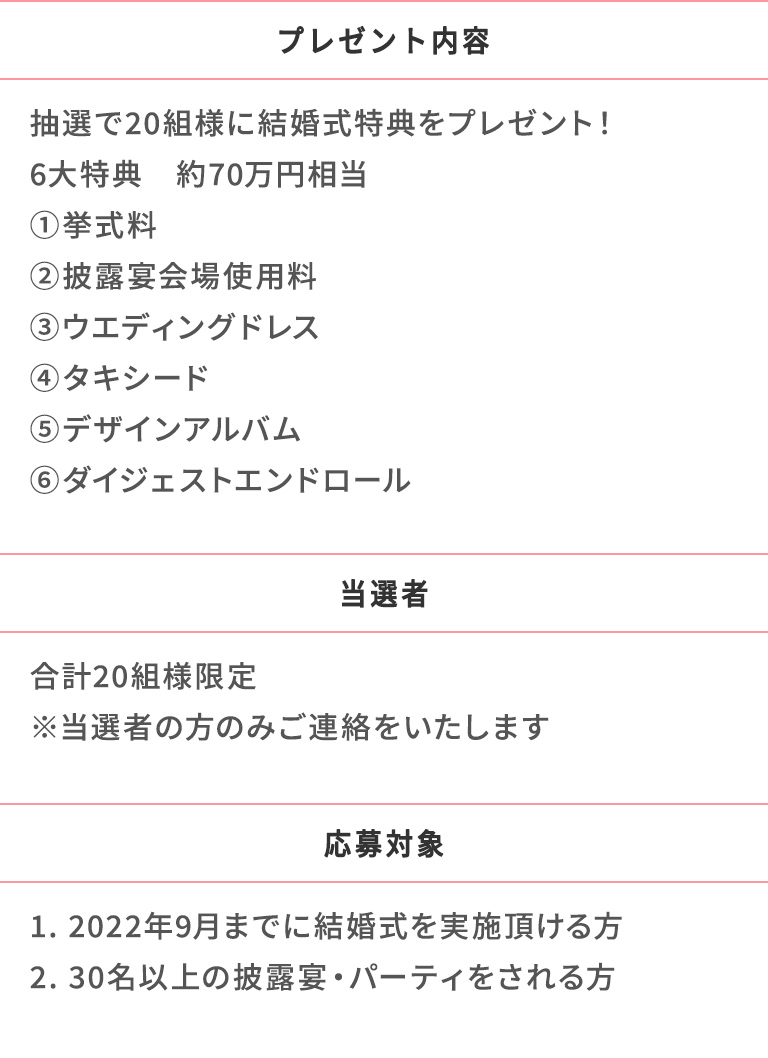 プレゼント内容
抽選で20組様に結婚式特典をプレゼント！
6大特典　約70万円相当
①挙式料
②披露宴会場使用料
③ウエディングドレス
④タキシード
⑤デザインアルバム
⑥ダイジェストエンドロール
当選者
合計20組様限定
※当選者の方のみご連絡をいたします
応募対象
1. 2022年9月までに結婚式を実施頂ける方
2. 30名以上の披露宴・パーティをされる方